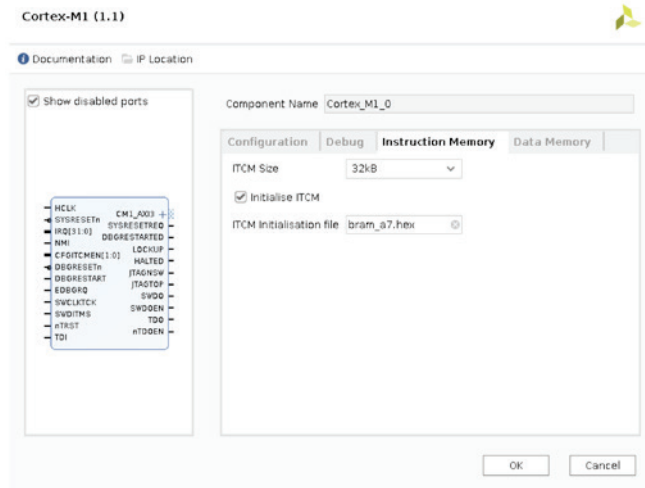 Cortex-M1 (1.1)
Documentation IP Location
Show disabled ports
Component Name Cortex_M1_0
Configuration Debug Instruction Memory Data Memory
ITCM Size 32kB
Initialise ITCM
ITCM Initialisation file bram_a7.hex
HCLK
SYSRESETn
IRQ[31:0]
NMI
CFGITCMEN[1:0]
DBGRESETn
DBGRESTART
EDBGRQ
SWCLKTCK
SWDITMS
nTRST
TDI
CM1_AXI3
SYSRESETREQ
DBGRESTARTED
LOCKUP
HALTED
JTAGNSW
JTAGTOP
SWDO
SWDOEN
TDO
nTDOEN
OK Cancel